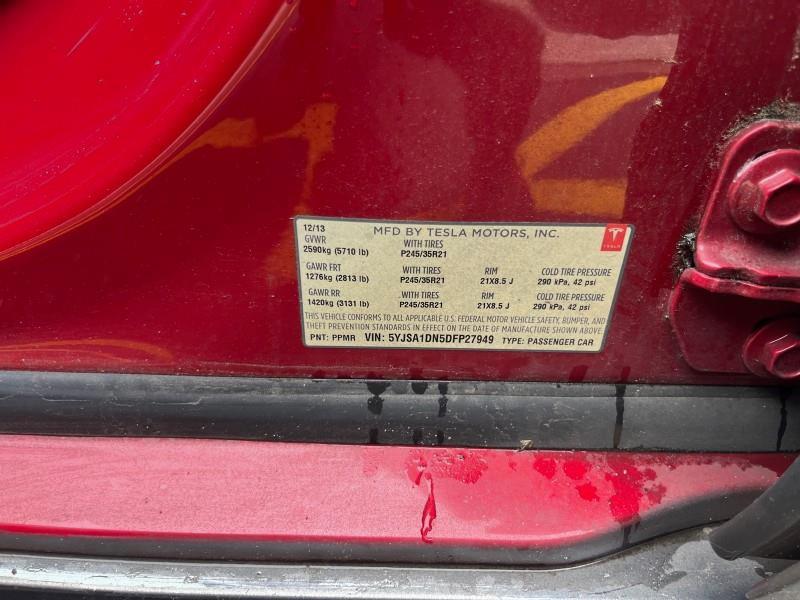 12/13 MFD BY TESLA MOTORS, INC.
GVWR WITH TIRES TESLA
2590kg (5710 lb) P245/35R21
GAWR FRT WITH TIRES RIM COLD TIRE PRESSURE
1276kg (2813 lb) P245/35R21 21X8.5 J 290 kPa, 42 psi
GAWR RR WITH TIRES RIM COLD TIRE PRESSURE
1420kg (3131 lb) P245/35R21 21X8.5 J 290 kPa, 42 psi
THIS VEHICLE CONFORMS TO ALL APPLICABLE U.S. FEDERAL MOTOR VEHICLE SAFETY, BUMPER, AND
THEFT PREVENTION STANDARDS IN EFFECT ON THE DATE OF MANUFACTURE SHOWN ABOVE.
PNT: PPMR VIN: 5YJSA1DN5DFP27949 TYPE: PASSENGER CAR